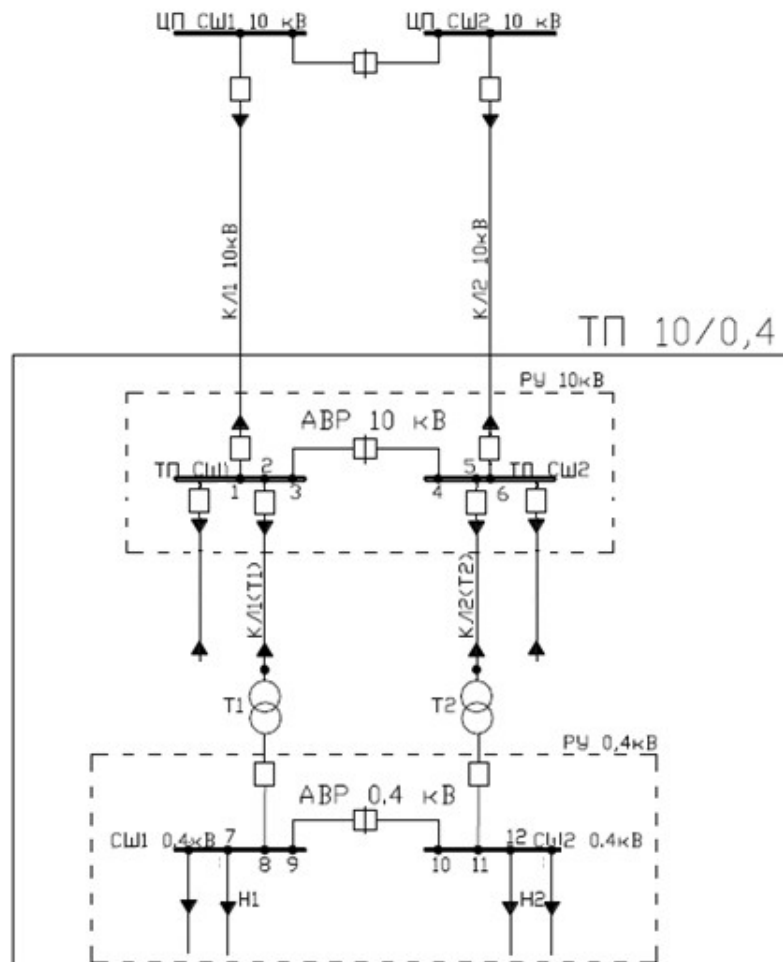 ЦП СШ1 10 кВ
ЦП СШ2 10 кВ
КЛ1 10кВ
КЛ2 10кВ
ТП 10/0,4
РУ 10кВ
АВР 10 кВ
ТП СШ1
2
5
ТП СШ2
1
3
4
6
КЛ1(Т1)
КЛ2(Т2)
Т1
Т2
РУ 0,4кВ
АВР 0.4 кВ
СШ1 0.4кВ
7
12
СШ2 0.4кВ
8
9
10
11
Н1
Н2